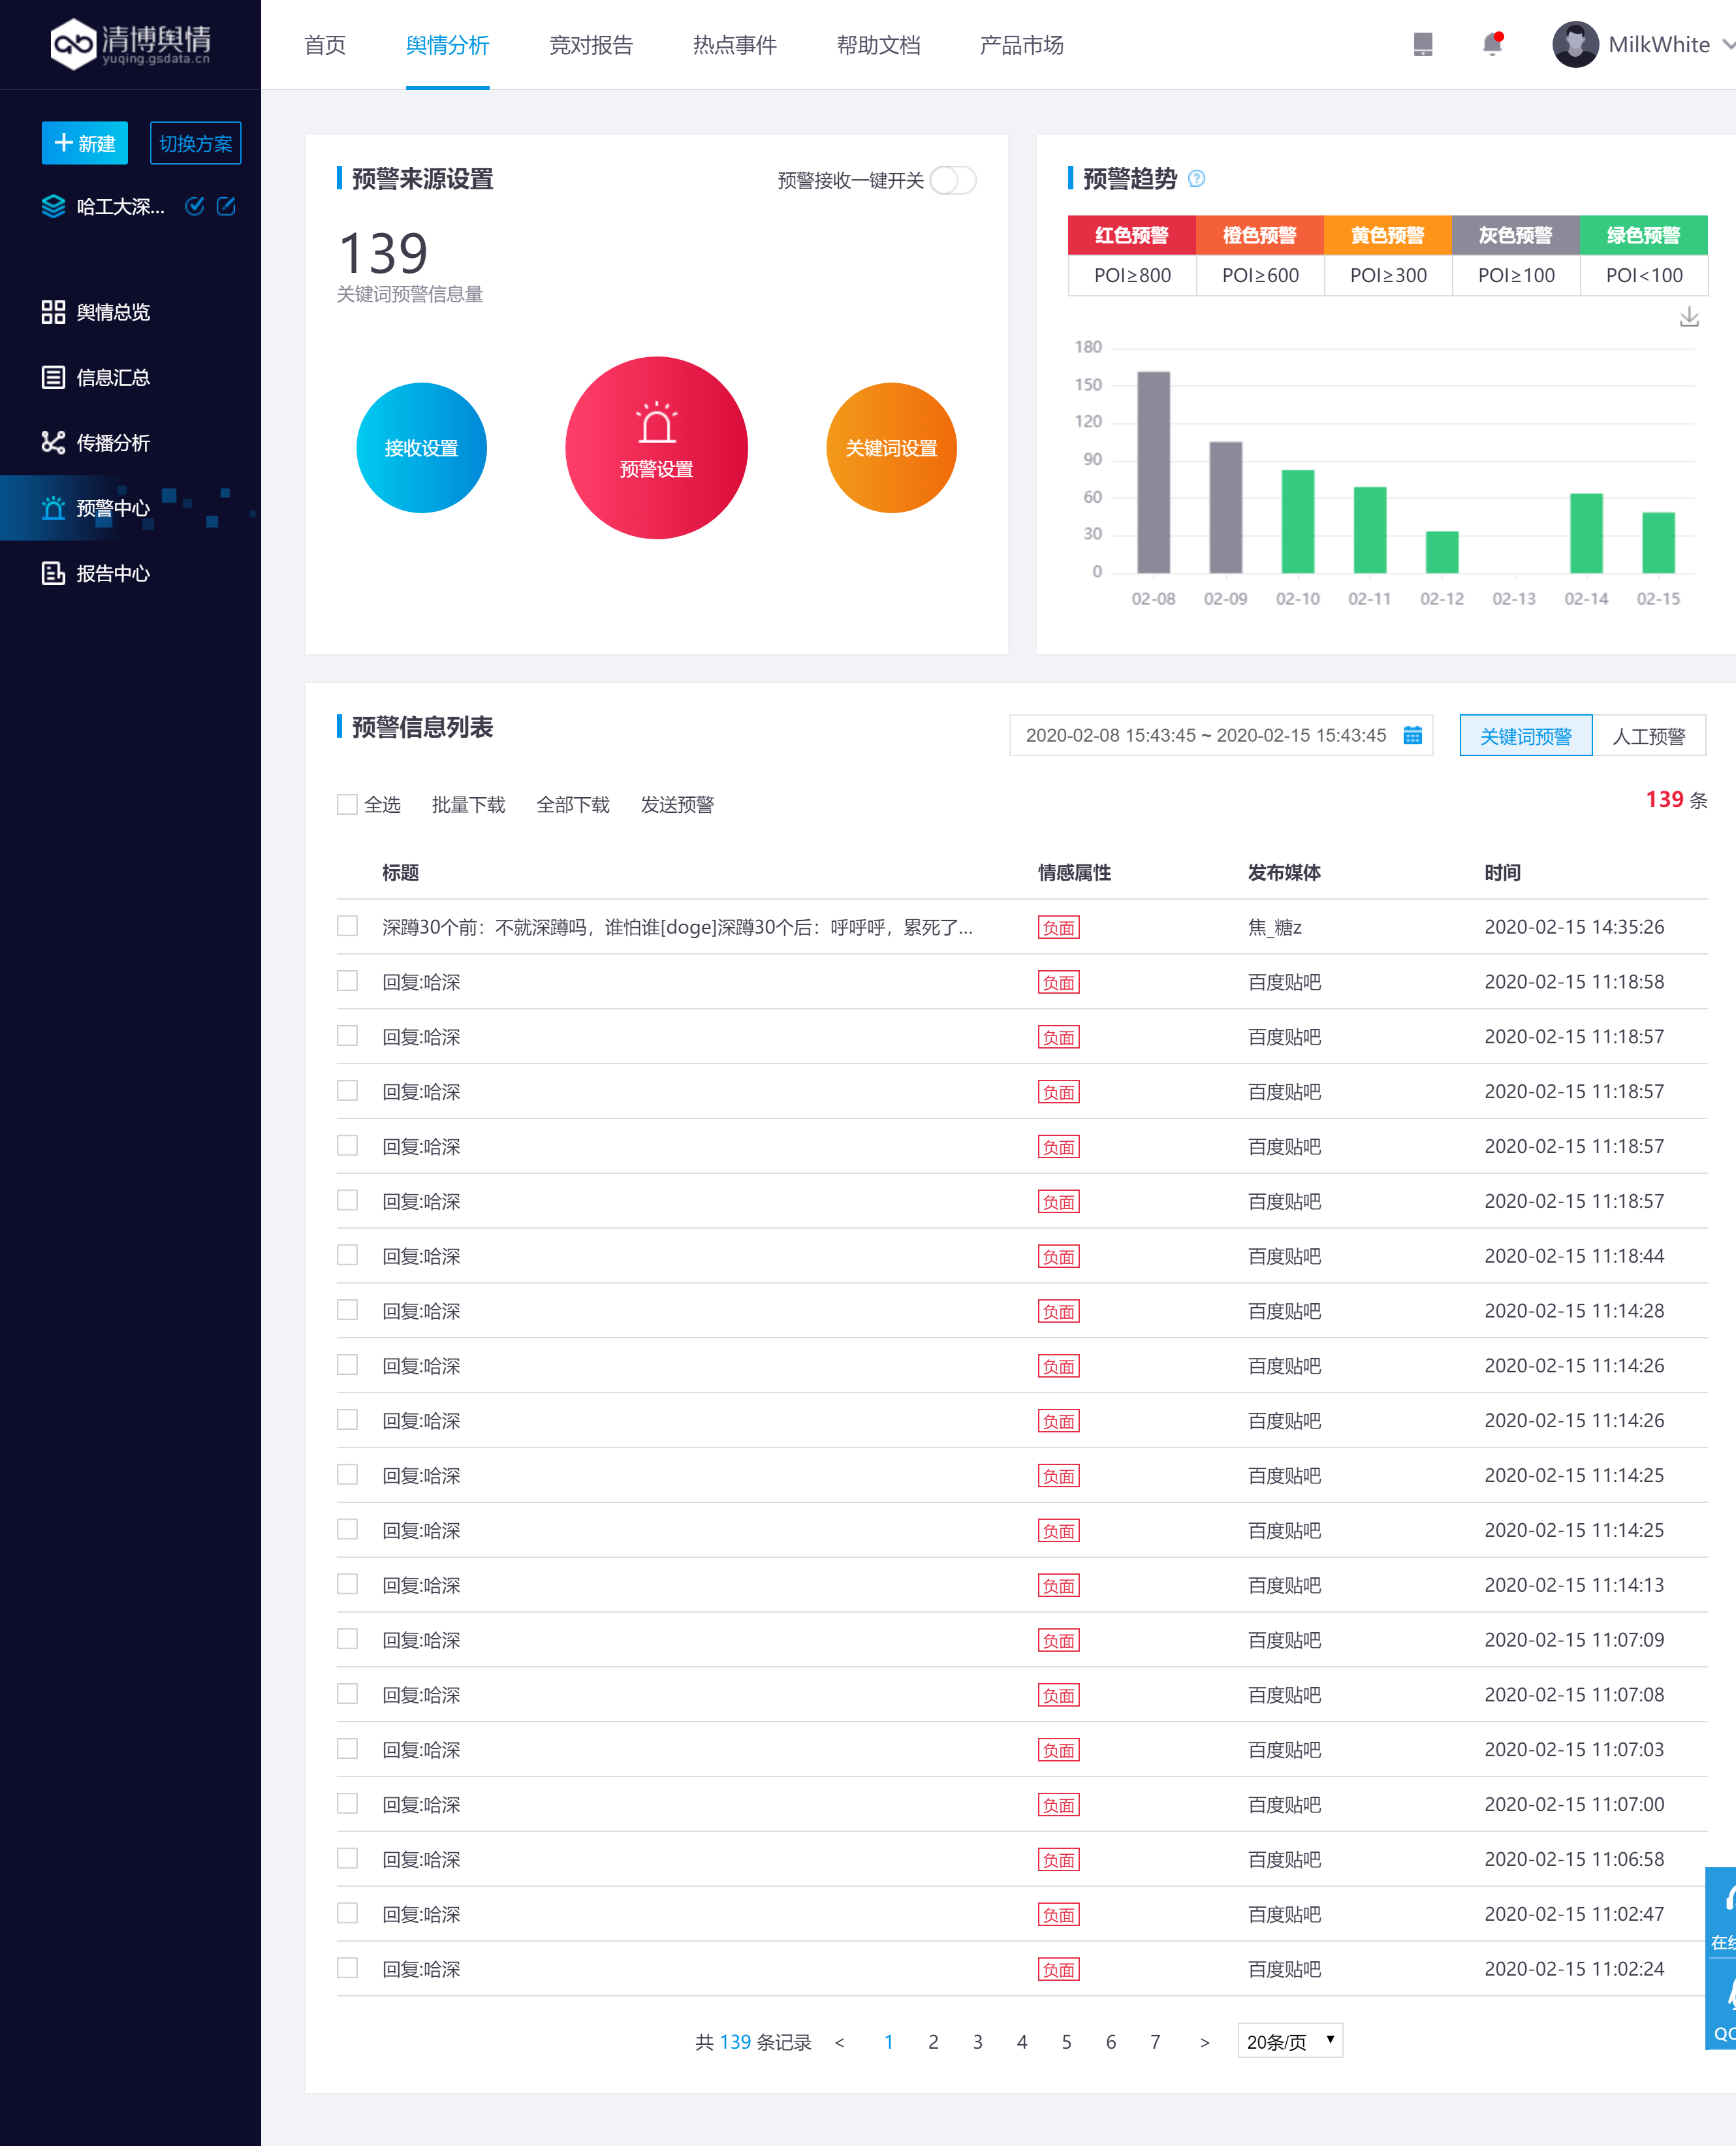 清博舆情
yuqing.gsdata.cn
首页 舆情分析 竞对报告 热点事件 帮助文档 产品市场 MilkWhite
新建 切换方案
哈工大深...
舆情总览
信息汇总
传播分析
预警中心
报告中心
预警来源设置 预警接收一键开关
139
关键词预警信息量
接收设置 预警设置 关键词设置
预警趋势
红色预警 橙色预警 黄色预警 灰色预警 绿色预警
POI≥800 POI≥600 POI≥300 POI≥100 POI<100
180
150
120
90
60
30
0
02-08 02-09 02-10 02-11 02-12 02-13 02-14 02-15
预警信息列表 2020-02-08 15:43:45 ~ 2020-02-15 15:43:45 关键词预警 人工预警
全选 批量下载 全部下载 发送预警 139 条
标题 情感属性 发布媒体 时间
深蹲30个前：不就深蹲吗，谁怕谁[doge]深蹲30个后：呼呼呼，累死了... 负面 焦_糖z 2020-02-15 14:35:26
回复:哈深 负面 百度贴吧 2020-02-15 11:18:58
回复:哈深 负面 百度贴吧 2020-02-15 11:18:57
回复:哈深 负面 百度贴吧 2020-02-15 11:18:57
回复:哈深 负面 百度贴吧 2020-02-15 11:18:57
回复:哈深 负面 百度贴吧 2020-02-15 11:18:57
回复:哈深 负面 百度贴吧 2020-02-15 11:18:44
回复:哈深 负面 百度贴吧 2020-02-15 11:14:28
回复:哈深 负面 百度贴吧 2020-02-15 11:14:26
回复:哈深 负面 百度贴吧 2020-02-15 11:14:26
回复:哈深 负面 百度贴吧 2020-02-15 11:14:25
回复:哈深 负面 百度贴吧 2020-02-15 11:14:25
回复:哈深 负面 百度贴吧 2020-02-15 11:14:13
回复:哈深 负面 百度贴吧 2020-02-15 11:07:09
回复:哈深 负面 百度贴吧 2020-02-15 11:07:08
回复:哈深 负面 百度贴吧 2020-02-15 11:07:03
回复:哈深 负面 百度贴吧 2020-02-15 11:07:00
回复:哈深 负面 百度贴吧 2020-02-15 11:06:58
回复:哈深 负面 百度贴吧 2020-02-15 11:02:47
回复:哈深 负面 百度贴吧 2020-02-15 11:02:24
共 139 条记录 < 1 2 3 4 5 6 7 > 20条/页